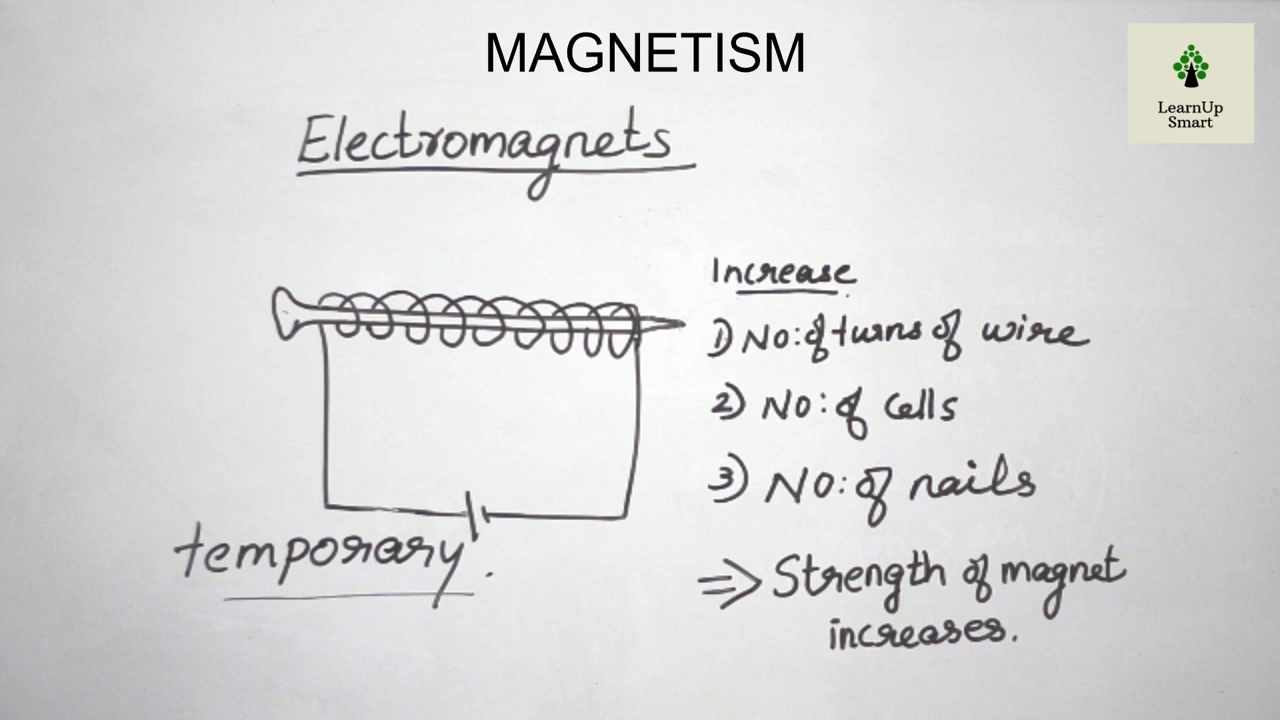 MAGNETISM
LearnUp
Smart
Electromagnets
Increase
1) No: of turns of wire
2) No: of cells
3) No: of nails
temporary.
=> Strength of magnet
increases.